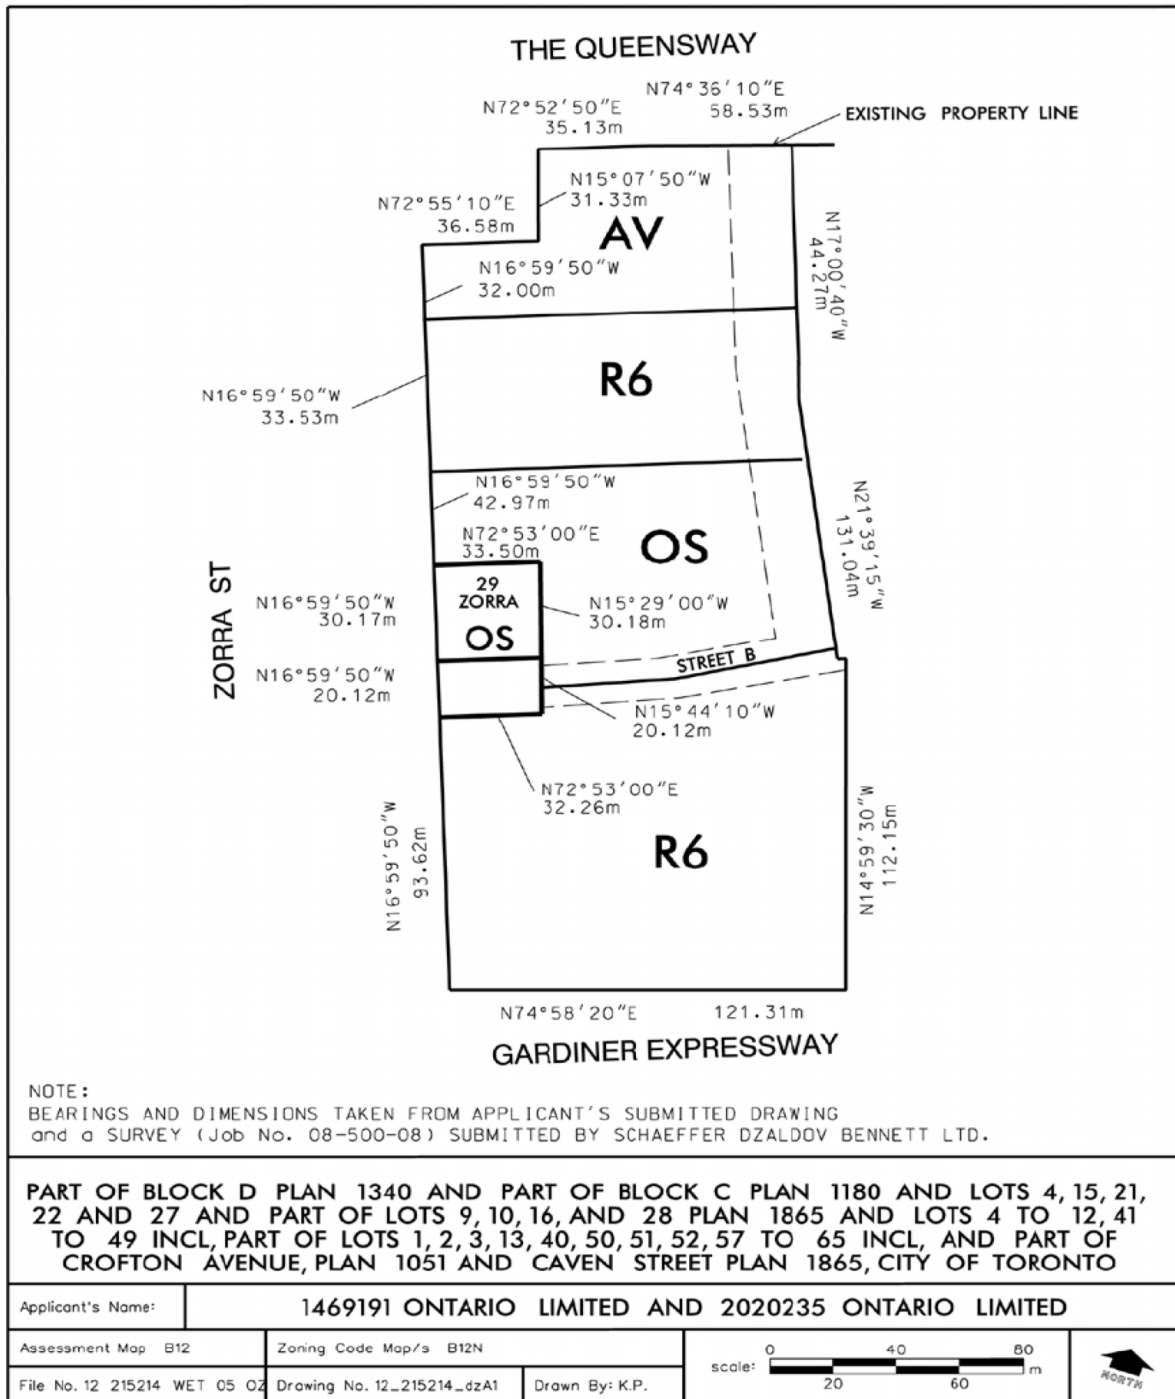 THE QUEENSWAY
N74°36'10"E
58.53m
N72°52'50"E
35.13m
EXISTING PROPERTY LINE
N15°07'50"W
31.33m
N72°55'10"E
36.58m
AV
N17°00'40"W
44.27m
N16°59'50"W
32.00m
R6
N16°59'50"W
33.53m
N16°59'50"W
42.97m
N72°53'00"E
33.50m
OS
N21°39'15"W
131.04m
ZORRA ST
29
ZORRA
OS
N16°59'50"W
30.17m
N15°29'00"W
30.18m
STREET B
N16°59'50"W
20.12m
N15°44'10"W
20.12m
N72°53'00"E
32.26m
N16°59'50"W
93.62m
R6
N14°59'30"W
112.15m
N74°58'20"E 121.31m
GARDINER EXPRESSWAY
NOTE:
BEARINGS AND DIMENSIONS TAKEN FROM APPLICANT'S SUBMITTED DRAWING
and a SURVEY (Job No. 08-500-08) SUBMITTED BY SCHAEFFER DZALDOV BENNETT LTD.
PART OF BLOCK D PLAN 1340 AND PART OF BLOCK C PLAN 1180 AND LOTS 4, 15, 21,
22 AND 27 AND PART OF LOTS 9, 10, 16, AND 28 PLAN 1865 AND LOTS 4 TO 12, 41
TO 49 INCL, PART OF LOTS 1, 2, 3, 13, 40, 50, 51, 52, 57 TO 65 INCL, AND PART OF
CROFTON AVENUE, PLAN 1051 AND CAVEN STREET PLAN 1865, CITY OF TORONTO
Applicant's Name: 1469191 ONTARIO LIMITED AND 2020235 ONTARIO LIMITED
Assessment Map B12 Zoning Code Map/s B12N
File No. 12 215214 WET 05 OZ Drawing No. 12_215214_dzA1 Drawn By: K.P.
scale: 0 40 80 m
20 60
NORTH